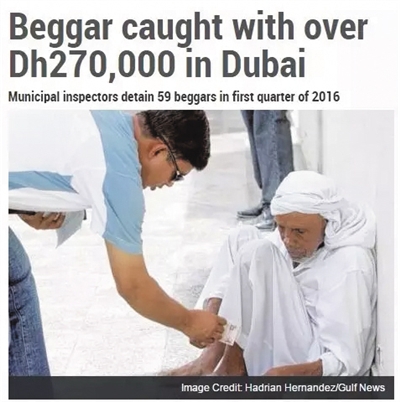 Beggar caught with over
Dh270,000 in Dubai
Municipal inspectors detain 59 beggars in first quarter of 2016
Image Credit: Hadrian Hernandez/Gulf News